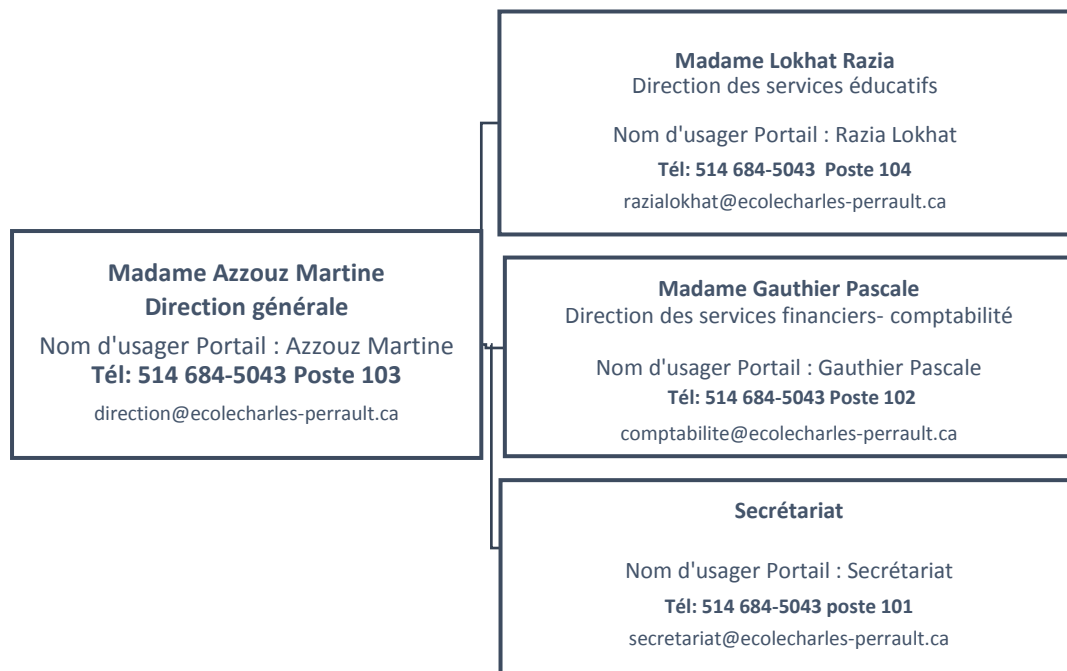 Madame Azzouz Martine
Direction générale
Nom d'usager Portail : Azzouz Martine
Tél: 514 684-5043 Poste 103
direction@ecolecharles-perrault.ca
Madame Lokhat Razia
Direction des services éducatifs
Nom d'usager Portail : Razia Lokhat
Tél: 514 684-5043 Poste 104
razialokhat@ecolecharles-perrault.ca
Madame Gauthier Pascale
Direction des services financiers- comptabilité
Nom d'usager Portail : Gauthier Pascale
Tél: 514 684-5043 Poste 102
comptabilite@ecolecharles-perrault.ca
Secrétariat
Nom d'usager Portail : Secrétariat
Tél: 514 684-5043 poste 101
secretariat@ecolecharles-perrault.ca